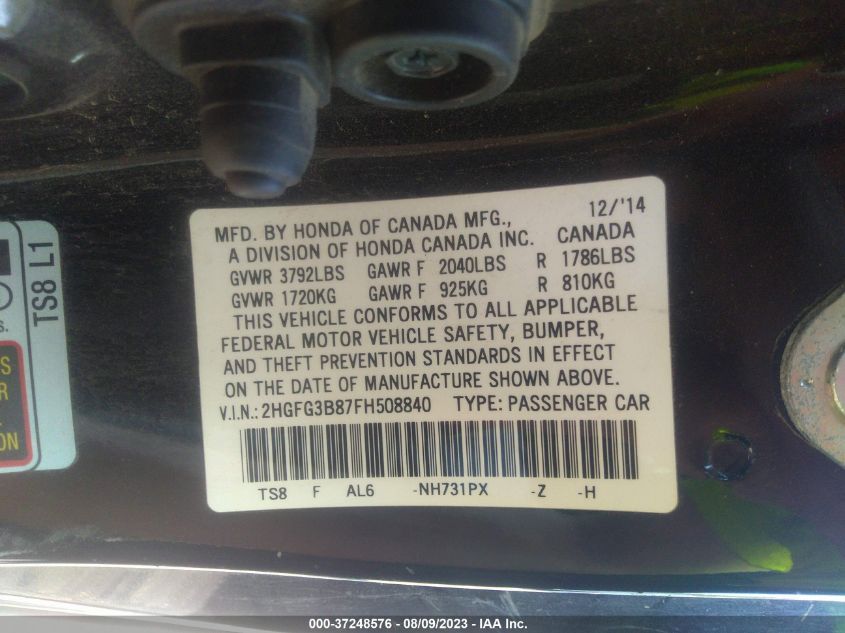 MFD. BY HONDA OF CANADA MFG., 12/'14
A DIVISION OF HONDA CANADA INC. CANADA
GVWR 3792LBS GAWR F 2040LBS R 1786LBS
GVWR 1720KG GAWR F 925KG R 810KG
THIS VEHICLE CONFORMS TO ALL APPLICABLE
FEDERAL MOTOR VEHICLE SAFETY, BUMPER,
AND THEFT PREVENTION STANDARDS IN EFFECT
ON THE DATE OF MANUFACTURE SHOWN ABOVE.
V.I.N.: 2HGFG3B87FH508840 TYPE: PASSENGER CAR
TS8 F AL6 -NH731PX -Z -H
TS8 L1
000-37248576 - 08/09/2023 - IAA Inc.